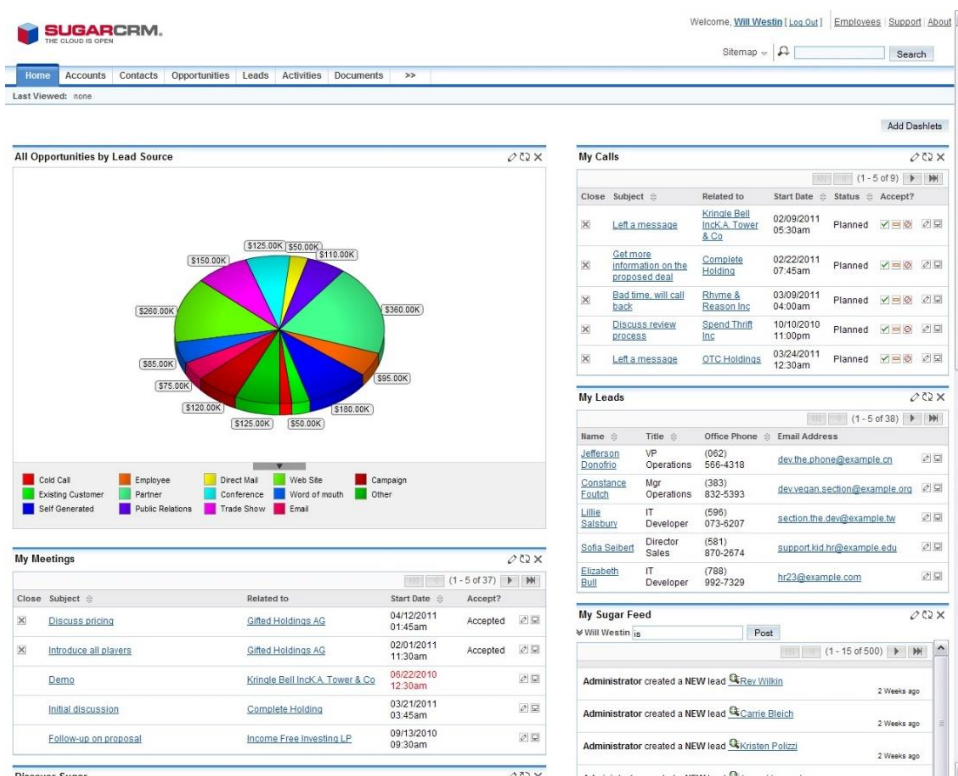 SUGARCRM.
THE CLOUD IS OPEN
Welcome, Will Westin [ Log Out ] Employees Support About
Sitemap
Search
Home Accounts Contacts Opportunities Leads Activities Documents >>
Last Viewed: none
Add Dashlets
All Opportunities by Lead Source
$125.00K $50.00K
$110.00K
$150.00K
$360.00K
$260.00K
$85.00K
$95.00K
$75.00K
$120.00K
$180.00K
$125.00K $50.00K
Cold Call Employee Direct Mail Web Site Campaign
Existing Customer Partner Conference Word of mouth Other
Self Generated Public Relations Trade Show Email
My Meetings
(1 - 5 of 37)
Close Subject Related to Start Date Accept?
Discuss pricing Gifted Holdings AG 04/12/2011 01:45am Accepted
Introduce all players Gifted Holdings AG 02/01/2011 11:30am Accepted
Demo Kringle Bell IncK.A. Tower & Co 06/22/2010 12:30am
Initial discussion Complete Holding 03/21/2011 03:45am
Follow-up on proposal Income Free Investing LP 09/13/2010 09:30am
Discover Sugar
My Calls
(1 - 5 of 9)
Close Subject Related to Start Date Status Accept?
Left a message Kringle Bell IncK.A. Tower & Co 02/09/2011 05:30am Planned
Get more information on the proposed deal Complete Holding 02/22/2011 07:45am Planned
Bad time, will call back Rhyme & Reason Inc 03/09/2011 04:00am Planned
Discuss review process Spend Thrift Inc 10/10/2010 11:00pm Planned
Left a message OTC Holdings 03/24/2011 12:30am Planned
My Leads
(1 - 5 of 38)
Name Title Office Phone Email Address
Jefferson Donofrio VP Operations (062) 566-4318 dev.the.phone@example.cn
Constance Foutch Mgr Operations (383) 832-5393 dev.vegan.section@example.org
Lillie Salsbury IT Developer (596) 073-6207 section.the.dev@example.tw
Sofia Seibert Director Sales (581) 870-2674 support.kid.hr@example.edu
Elizabeth Bull IT Developer (788) 992-7329 hr23@example.com
My Sugar Feed
Will Westin is Post
(1 - 15 of 500)
Administrator created a NEW lead Rey Wilkin
2 Weeks ago
Administrator created a NEW lead Carrie Bleich
2 Weeks ago
Administrator created a NEW lead Kristen Polizzi
2 Weeks ago